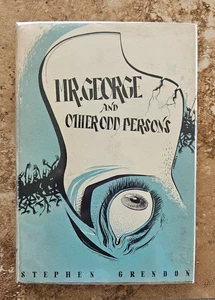 MR. GEORGE
AND
OTHER ODD PERSONS
STEPHEN GRENDON